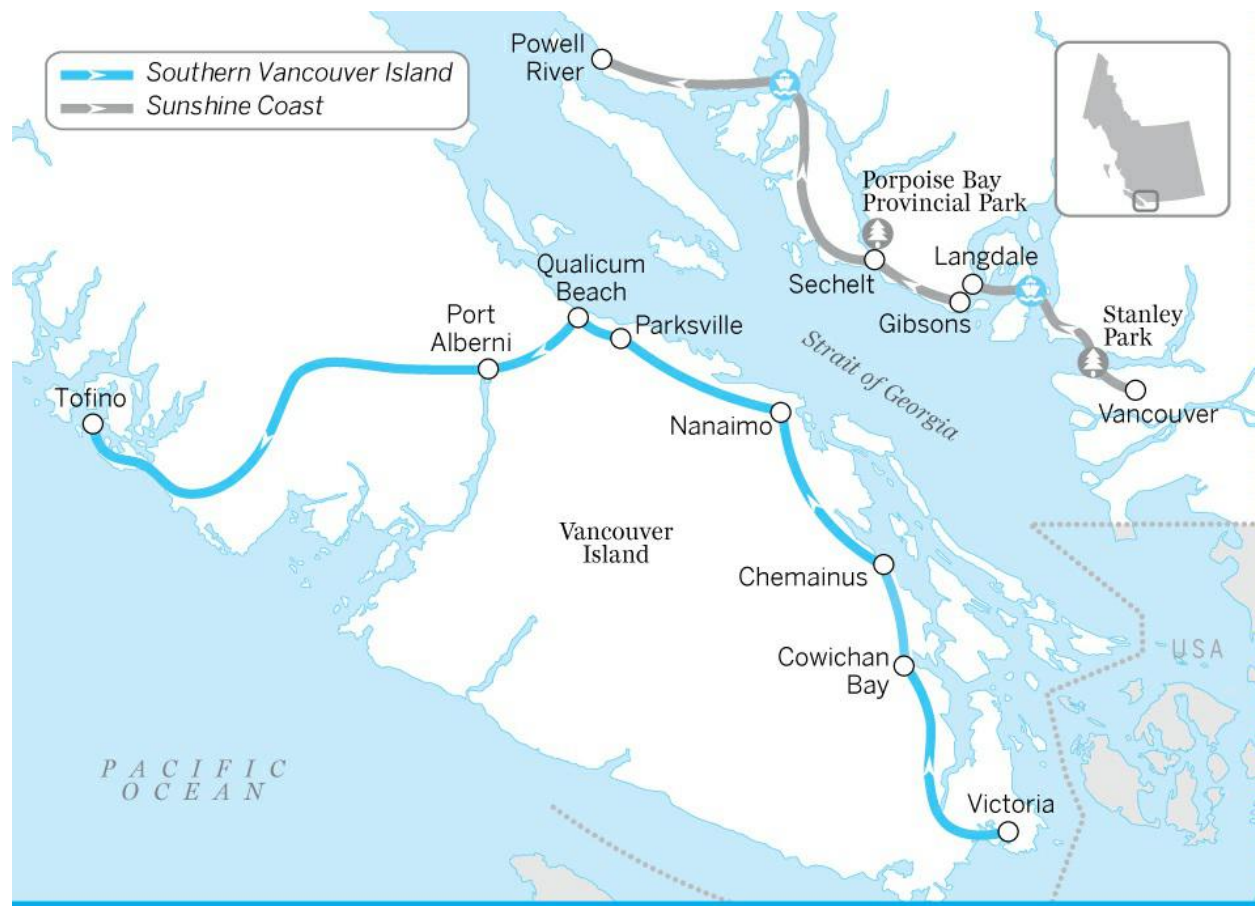 Southern Vancouver Island
Sunshine Coast
Powell
River
Porpoise Bay
Provincial Park
Langdale
Sechelt
Gibsons
Stanley
Park
Vancouver
Qualicum
Beach
Port
Alberni
Parksville
Strait of Georgia
Tofino
Nanaimo
Vancouver
Island
Chemainus
Cowichan
Bay
USA
PACIFIC
OCEAN
Victoria